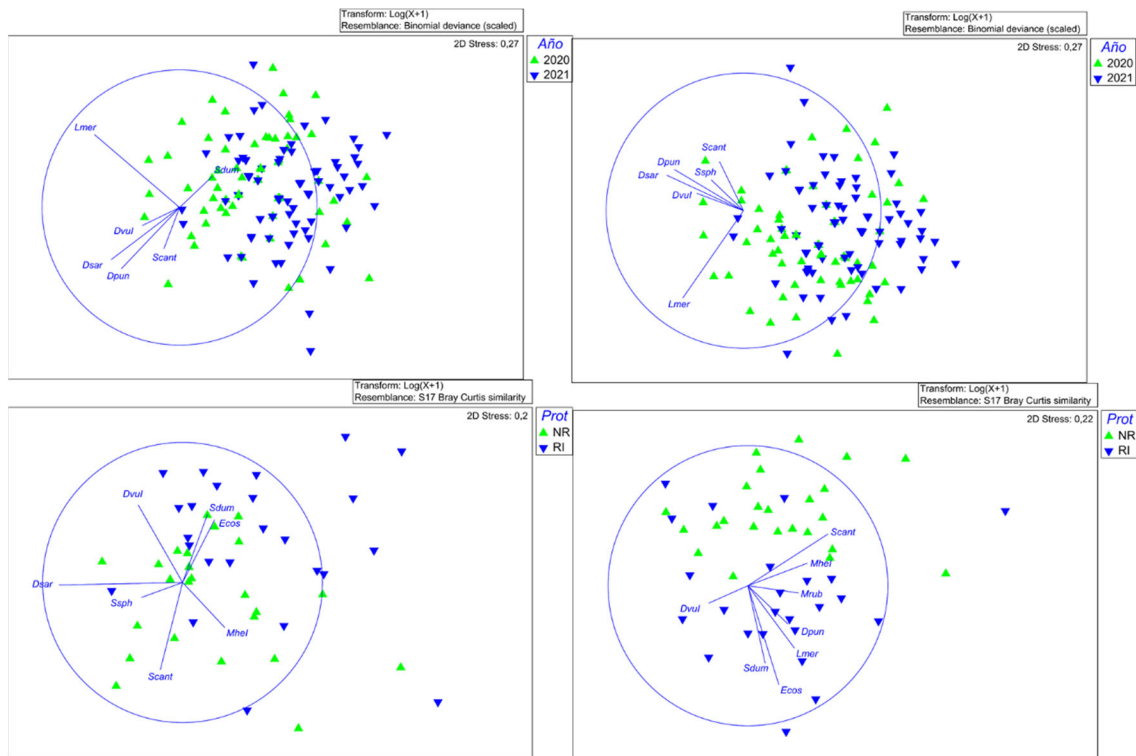 Transform: Log(X+1)
Resemblance: Binomial deviance (scaled)
2D Stress: 0,27
Año
2020
2021
Lmer
Sdum
Dvul
Dsar
Scant
Dpun
Transform: Log(X+1)
Resemblance: Binomial deviance (scaled)
2D Stress: 0,27
Año
2020
2021
Scant
Dpun
Ssph
Dsar
Dvul
Lmer
Transform: Log(X+1)
Resemblance: S17 Bray Curtis similarity
2D Stress: 0,2
Prot
NR
RI
Dvul
Sdum
Ecos
Dsar
Ssph
Mhel
Scant
Transform: Log(X+1)
Resemblance: S17 Bray Curtis similarity
2D Stress: 0,22
Prot
NR
RI
Scant
Mhel
Mrub
Dvul
Dpun
Lmer
Sdum
Ecos